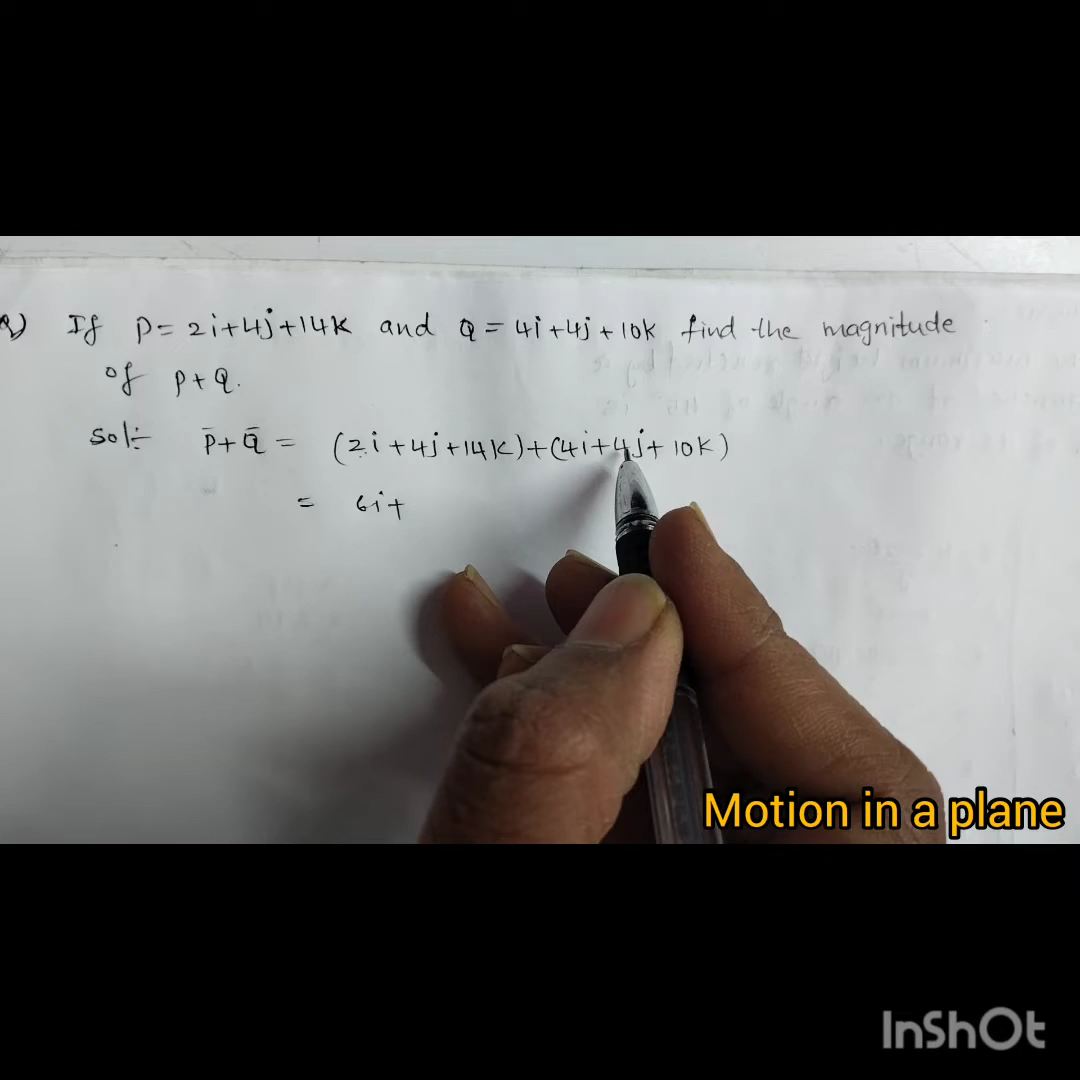 Q) If P = 2i+4j+14k and Q = 4i+4j+10k find the magnitude
of P+Q.
Sol:- P̄+Q̄ = (2i+4j+14k)+(4i+4j+10k)
= 6i+
Motion in a plane
InShOt